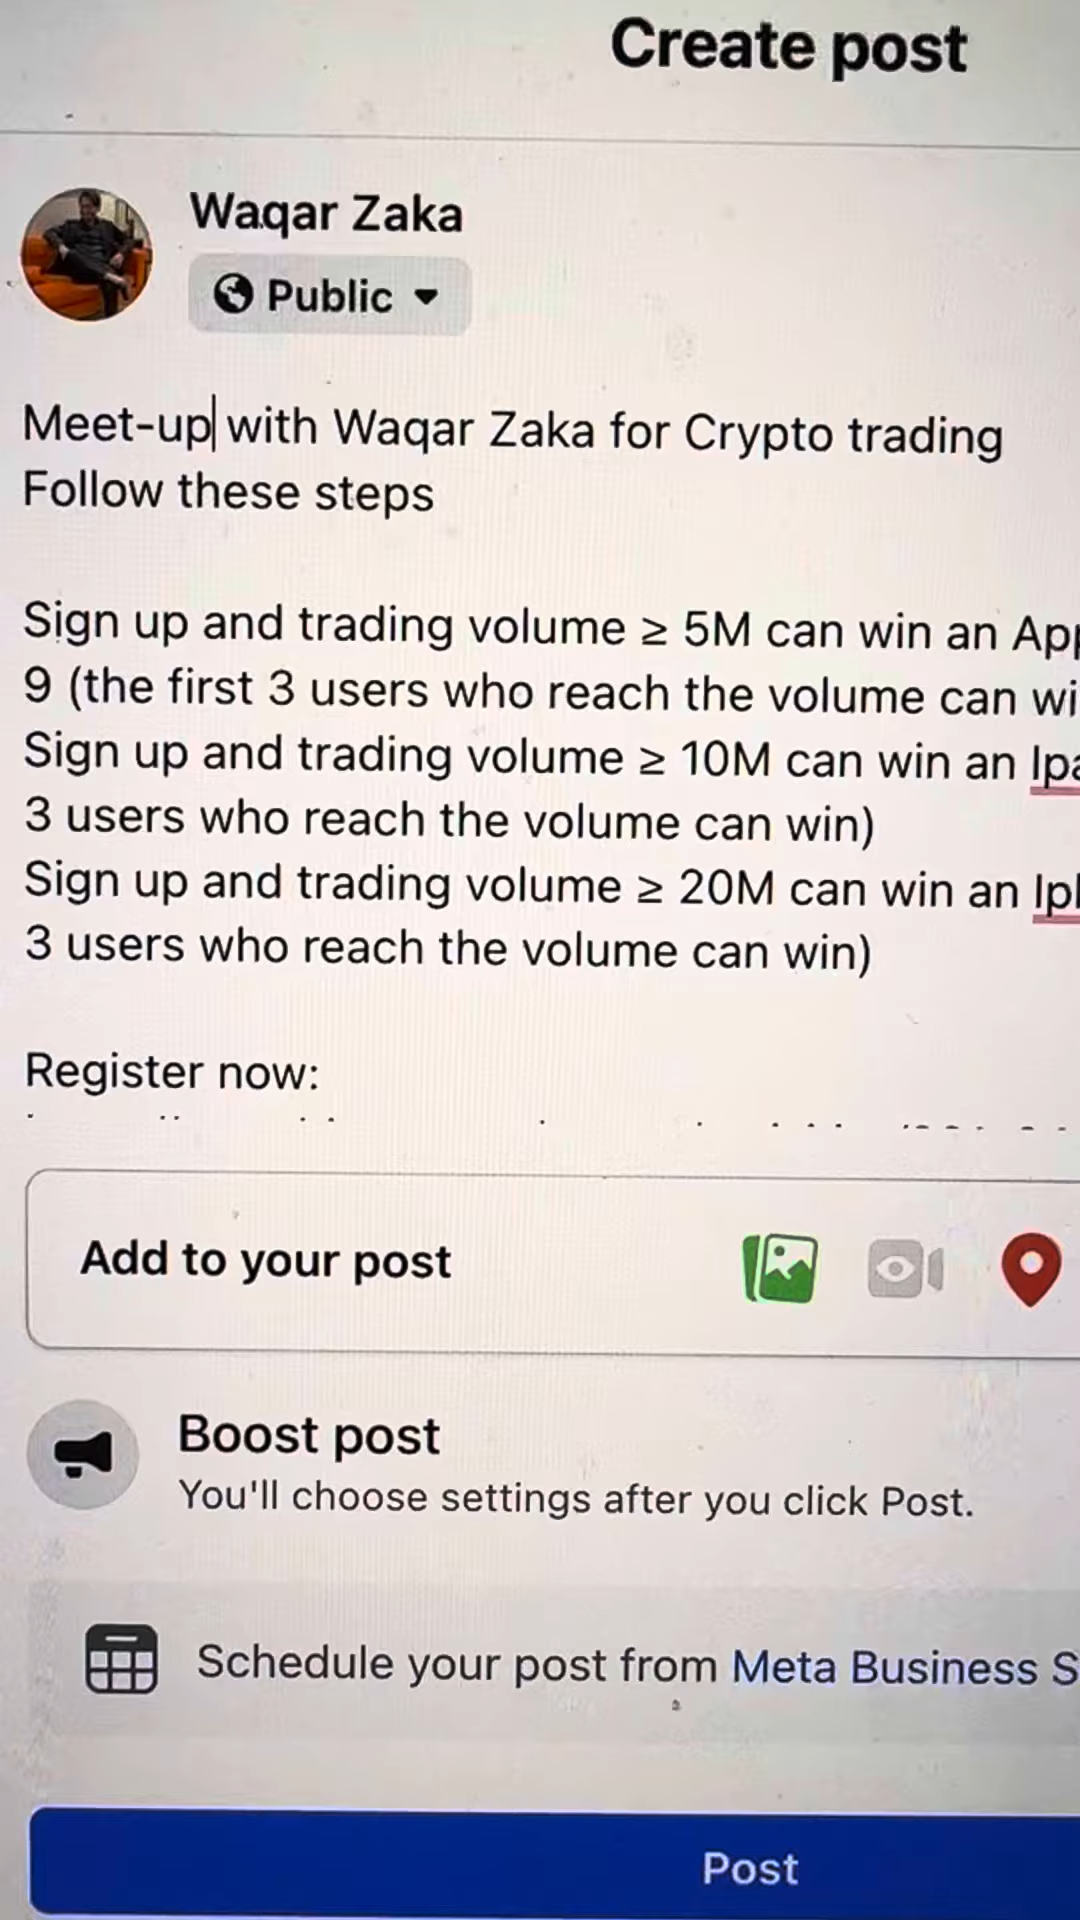 Create post
Waqar Zaka
Public
Meet-up with Waqar Zaka for Crypto trading
Follow these steps
Sign up and trading volume ≥ 5M can win an
9 (the first 3 users who reach the volume can
Sign up and trading volume ≥ 10M can win an
3 users who reach the volume can win)
Sign up and trading volume ≥ 20M can win an
3 users who reach the volume can win)
Register now:
Add to your post
Boost post
You'll choose settings after you click Post.
Schedule your post from Meta Business
Post